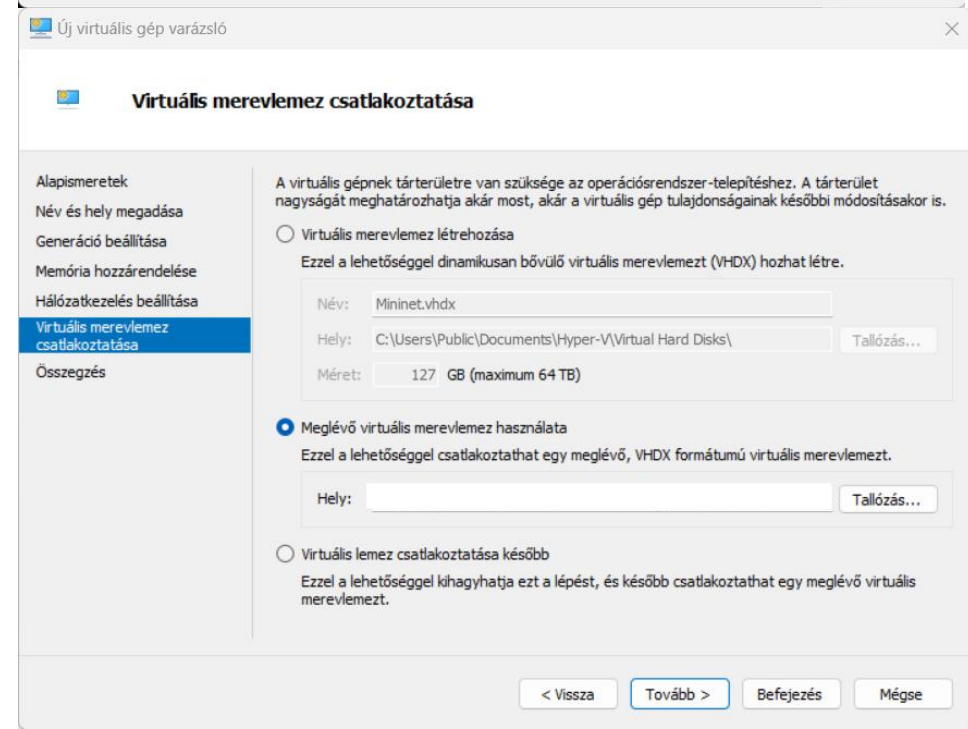 Új virtuális gép varázsló
Virtuális merevlemez csatlakoztatása
Alapismeretek
Név és hely megadása
Generáció beállítása
Memória hozzárendelése
Hálózatkezelés beállítása
Virtuális merevlemez
csatlakoztatása
Összegzés
A virtuális gépnek tárterületre van szüksége az operációsrendszer-telepítéshez. A tárterület
nagyságát meghatározhatja akár most, akár a virtuális gép tulajdonságainak későbbi módosításakor is.
Virtuális merevlemez létrehozása
Ezzel a lehetőséggel dinamikusan bővülő virtuális merevlemezt (VHDX) hozhat létre.
Név: Mininet.vhdx
Hely: C:\Users\Public\Documents\Hyper-V\Virtual Hard Disks\ Tallózás...
Méret: 127 GB (maximum 64 TB)
Meglévő virtuális merevlemez használata
Ezzel a lehetőséggel csatlakoztathat egy meglévő, VHDX formátumú virtuális merevlemezt.
Hely: Tallózás...
Virtuális lemez csatlakoztatása később
Ezzel a lehetőséggel kihagyhatja ezt a lépést, és később csatlakoztathat egy meglévő virtuális
merevlemezt.
< Vissza Tovább > Befejezés Mégse